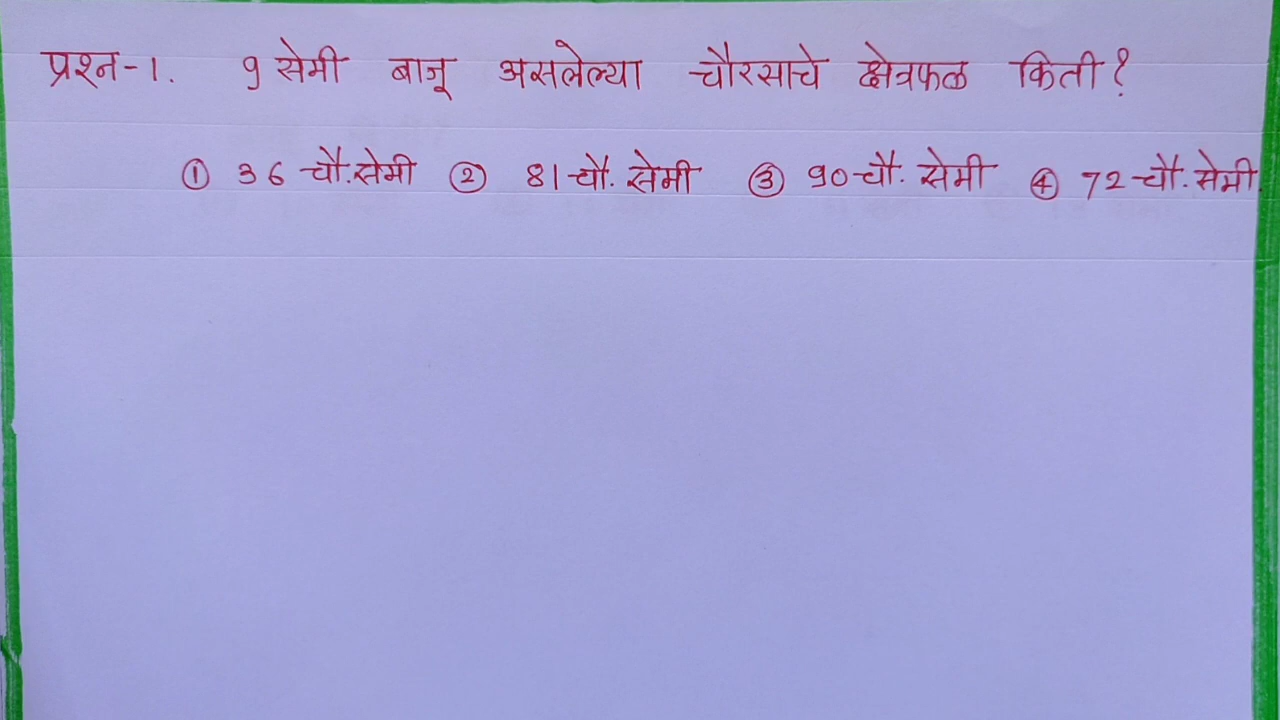 प्रश्न-1. 9 सेमी बाजू असलेल्या चौरसाचे क्षेत्रफळ किती?
① 36 चौ.सेमी ② 81 चौ. सेमी ③ 90 चौ. सेमी ④ 72 चौ. सेमी